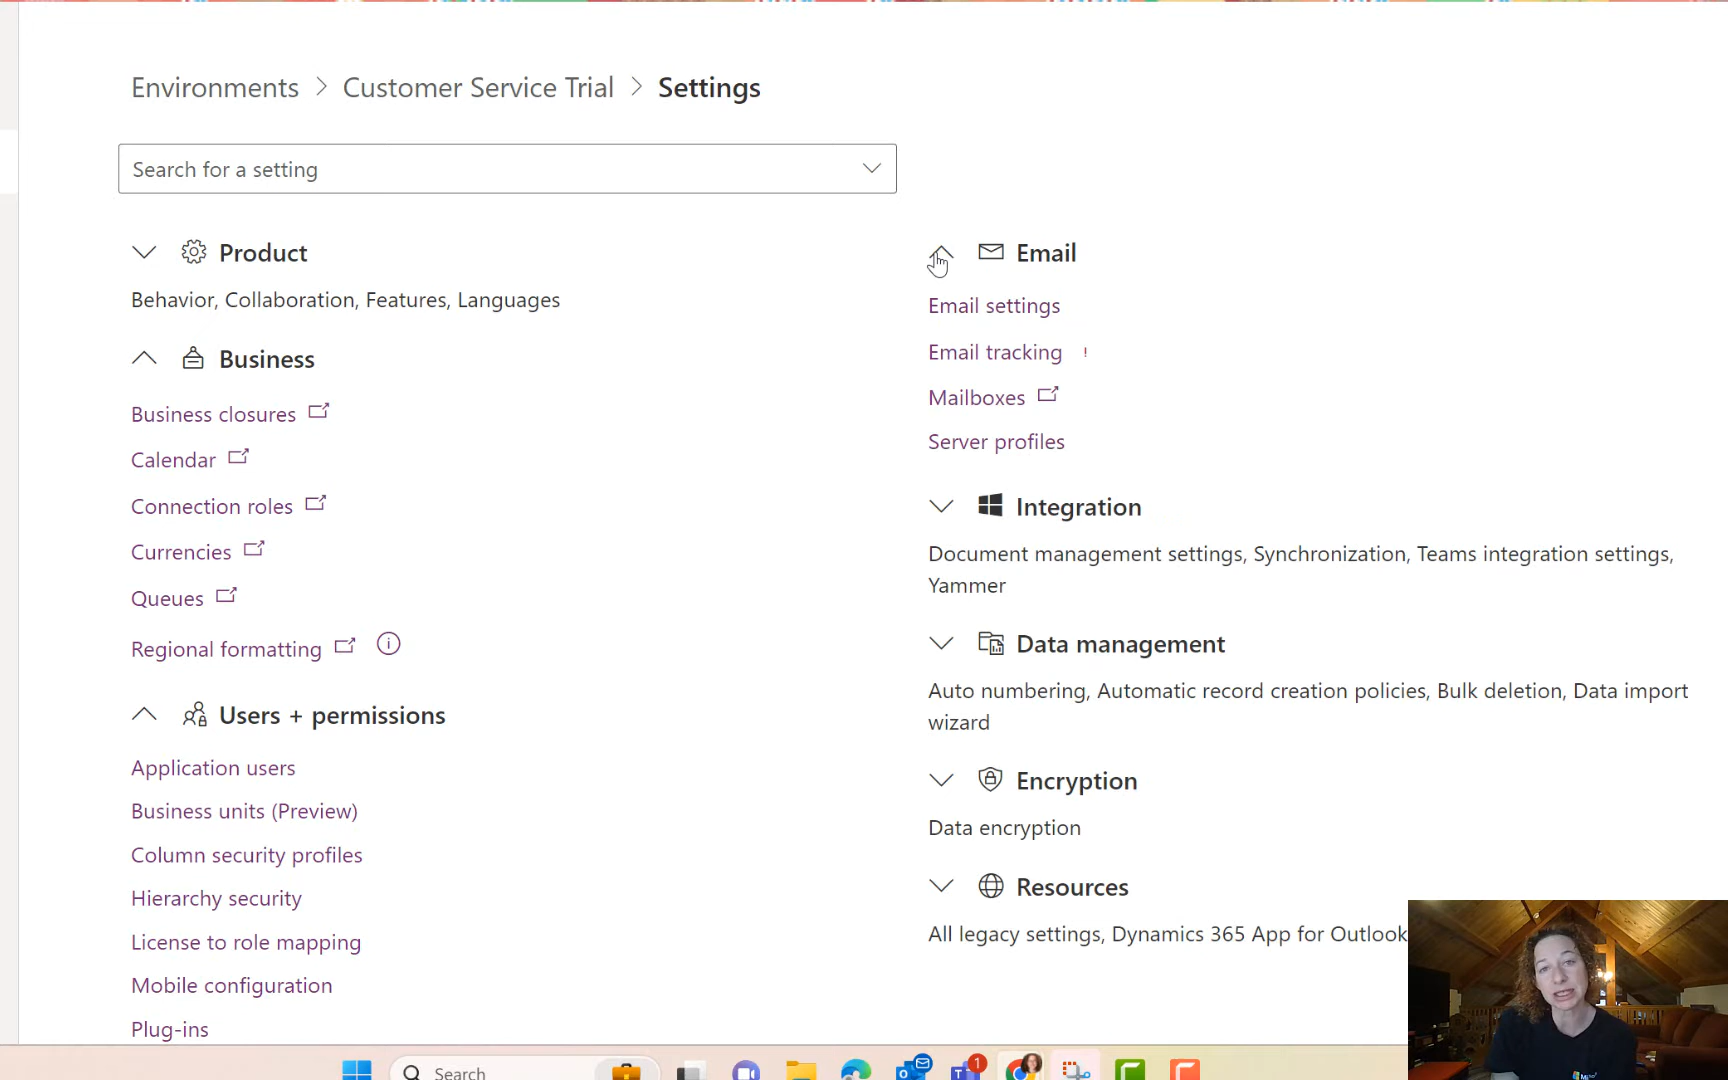 Environments > Customer Service Trial > Settings
Search for a setting
Product
Behavior, Collaboration, Features, Languages
Business
Business closures
Calendar
Connection roles
Currencies
Queues
Regional formatting
Users + permissions
Application users
Business units (Preview)
Column security profiles
Hierarchy security
License to role mapping
Mobile configuration
Plug-ins
Email
Email settings
Email tracking !
Mailboxes
Server profiles
Integration
Document management settings, Synchronization, Teams integration settings,
Yammer
Data management
Auto numbering, Automatic record creation policies, Bulk deletion, Data import
wizard
Encryption
Data encryption
Resources
All legacy settings, Dynamics 365 App for Outlook
Search
1